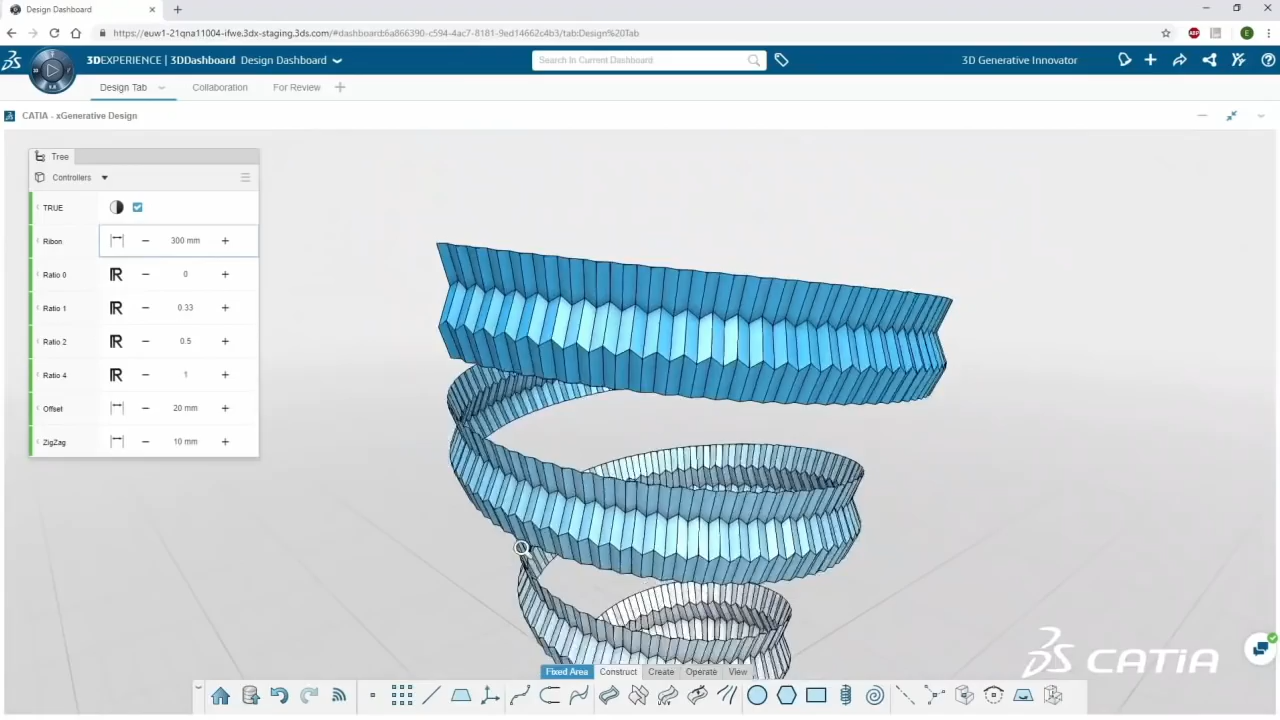 Design Dashboard
https://euw1-21qna11004-ifwe.3dx-staging.3ds.com/#dashboard:6a866390-c594-4ac7-8181-9ed14662c4b3/tab:Design%20Tab
ABP
E
3DEXPERIENCE | 3DDashboard Design Dashboard
Search In Current Dashboard
3D Generative Innovator
Design Tab
Collaboration
For Review
CATIA - xGenerative Design
Tree
Controllers
TRUE
Ribon 300 mm
Ratio 0 0
Ratio 1 0.33
Ratio 2 0.5
Ratio 4 1
Offset 20 mm
ZigZag 10 mm
CATIA
Fixed Area Construct Create Operate View